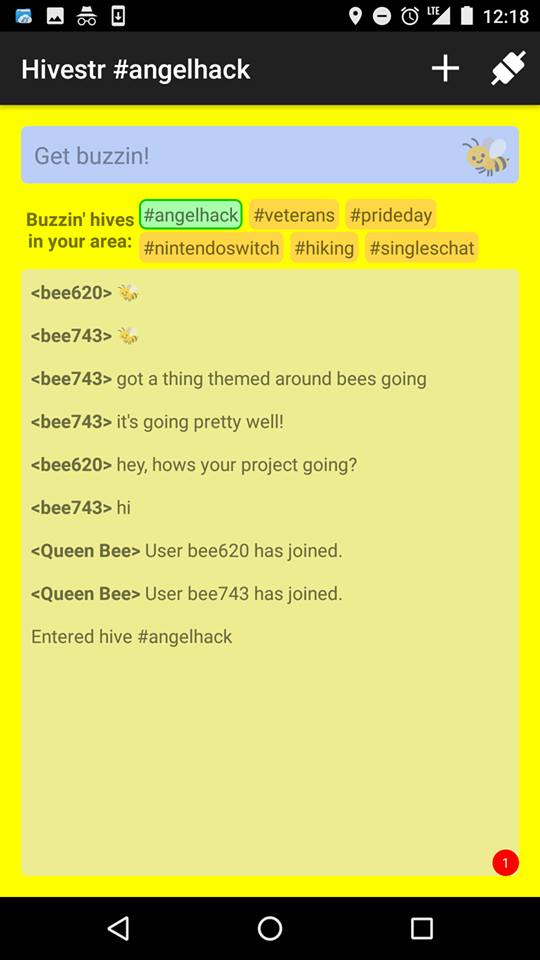 LTE 12:18
Hivestr #angelhack
Get buzzin!
Buzzin' hives
in your area:
#angelhack #veterans #prideday
#nintendoswitch #hiking #singleschat
<bee620> 🐝
<bee743> 🐝
<bee743> got a thing themed around bees going
<bee743> it's going pretty well!
<bee620> hey, hows your project going?
<bee743> hi
<Queen Bee> User bee620 has joined.
<Queen Bee> User bee743 has joined.
Entered hive #angelhack
1